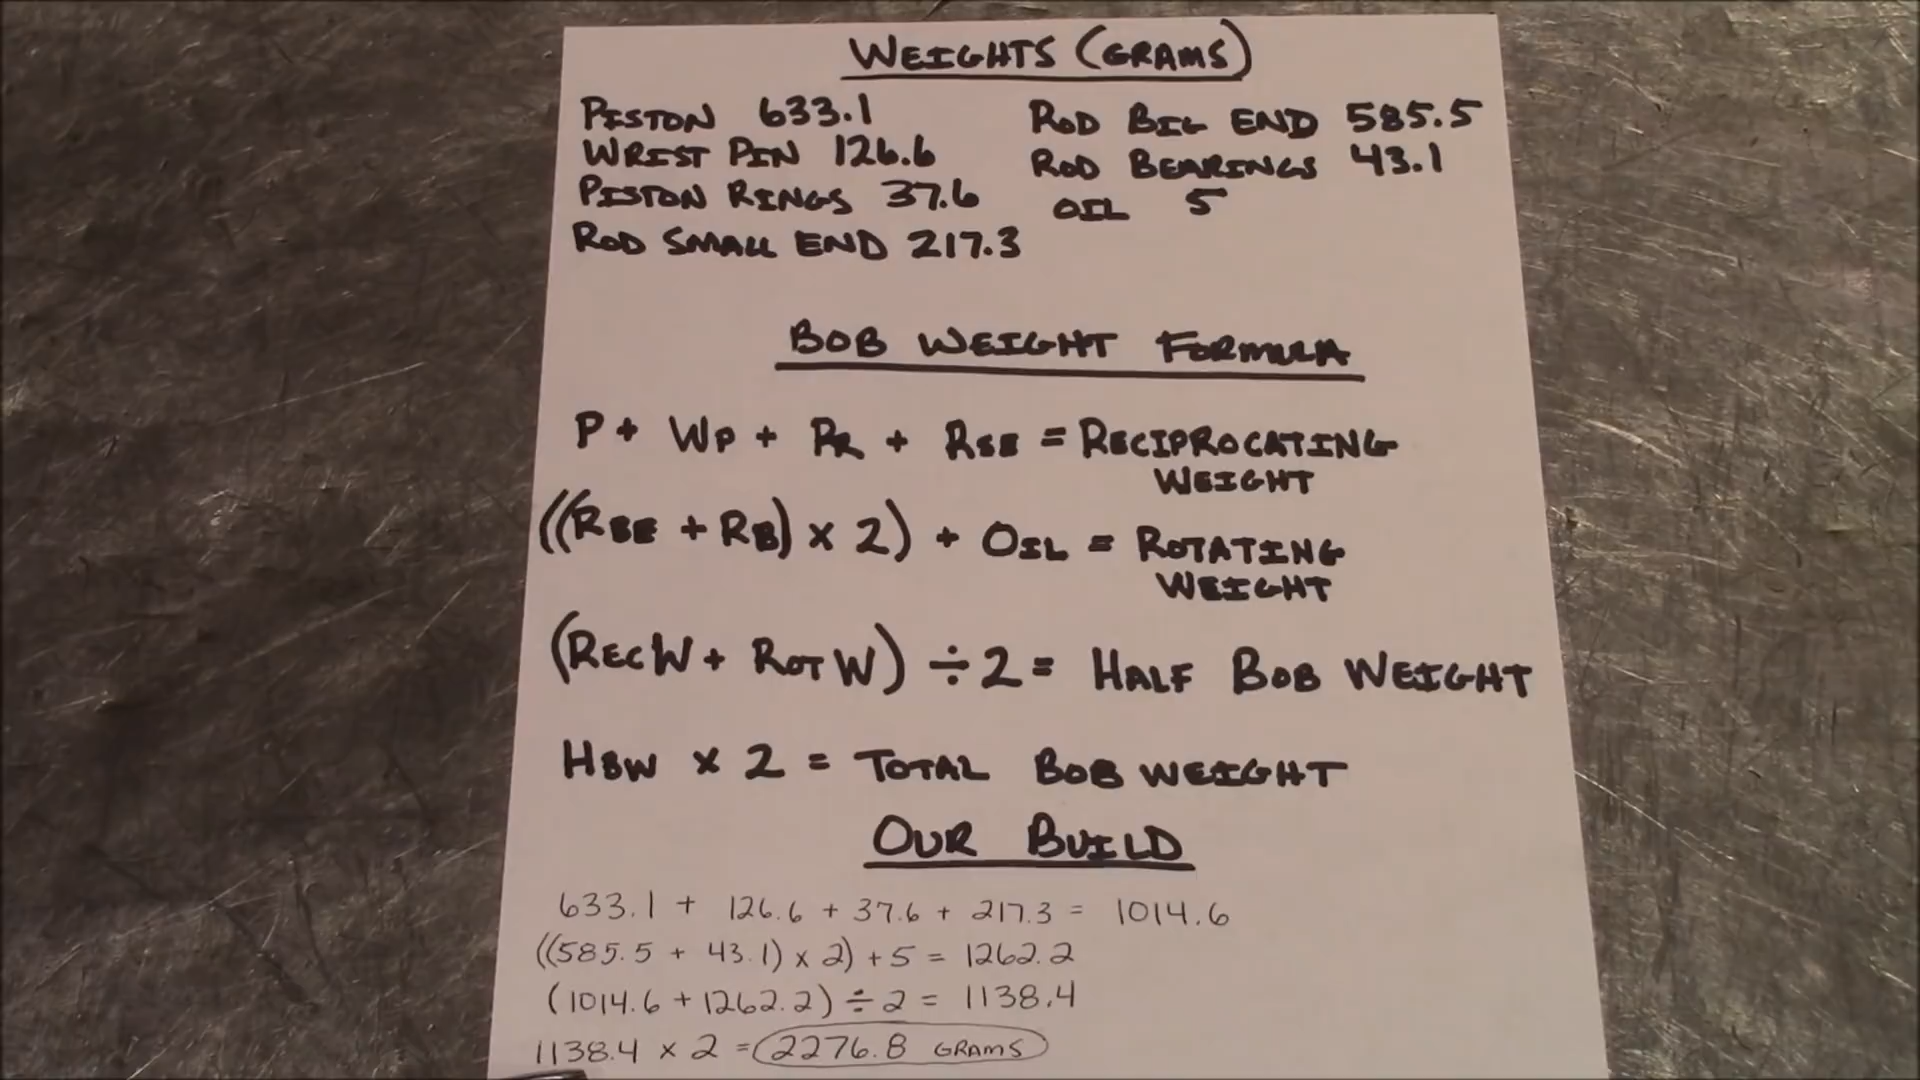 WEIGHTS (GRAMS)
PISTON 633.1
WRIST PIN 126.6
PISTON RINGS 37.6
ROD SMALL END 217.3
ROD BIG END 585.5
ROD BEARINGS 43.1
OIL 5
BOB WEIGHT FORMULA
P + WP + PR + RSE = RECIPROCATING
WEIGHT
((RBE + RB) x 2) + OIL = ROTATING
WEIGHT
(RECW + ROTW) ÷ 2 = HALF BOB WEIGHT
HBW x 2 = TOTAL BOB WEIGHT
OUR BUILD
633.1 + 126.6 + 37.6 + 217.3 = 1014.6
((585.5 + 43.1) x 2) + 5 = 1262.2
(1014.6 + 1262.2) ÷ 2 = 1138.4
1138.4 x 2 = 2276.8 GRAMS